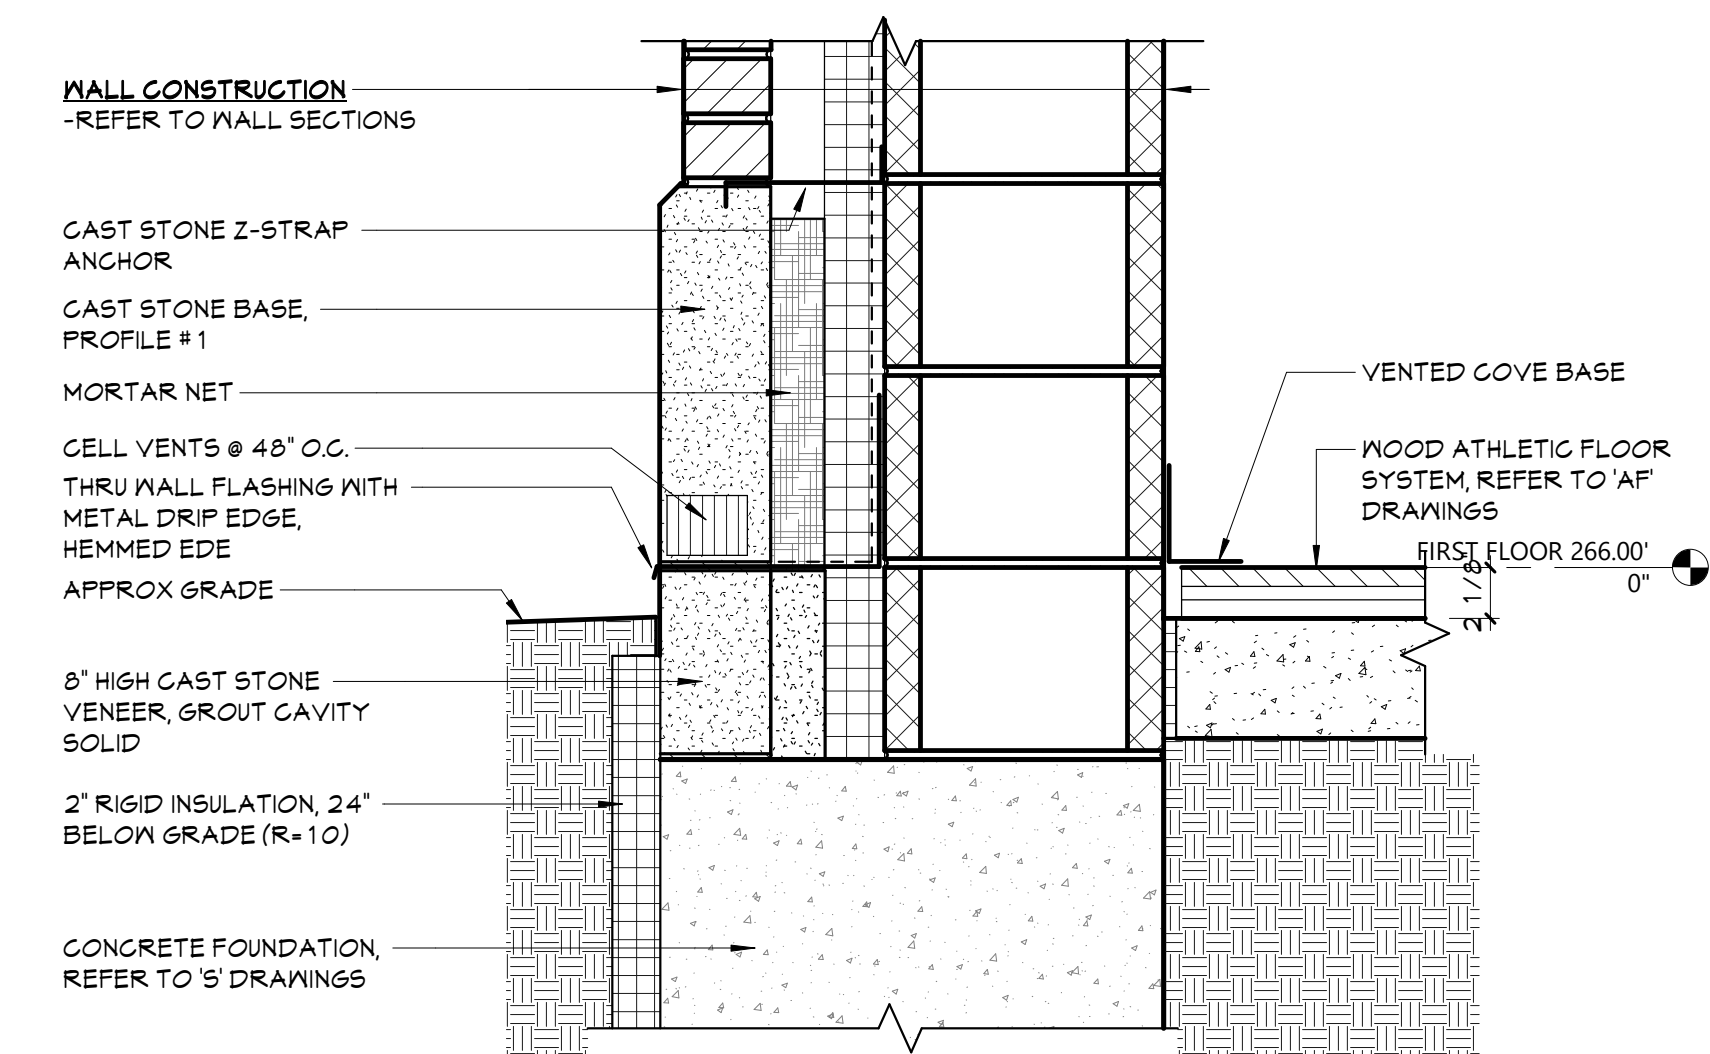 WALL CONSTRUCTION
-REFER TO WALL SECTIONS
CAST STONE Z-STRAP
ANCHOR
CAST STONE BASE,
PROFILE #1
MORTAR NET
CELL VENTS @ 48" O.C.
THRU WALL FLASHING WITH
METAL DRIP EDGE,
HEMMED EDE
APPROX GRADE
8" HIGH CAST STONE
VENEER, GROUT CAVITY
SOLID
2" RIGID INSULATION, 24"
BELOW GRADE (R=10)
CONCRETE FOUNDATION,
REFER TO 'S' DRAWINGS
VENTED COVE BASE
WOOD ATHLETIC FLOOR
SYSTEM, REFER TO 'AF'
DRAWINGS
FIRST FLOOR 266.00'
0"
2 1/8"